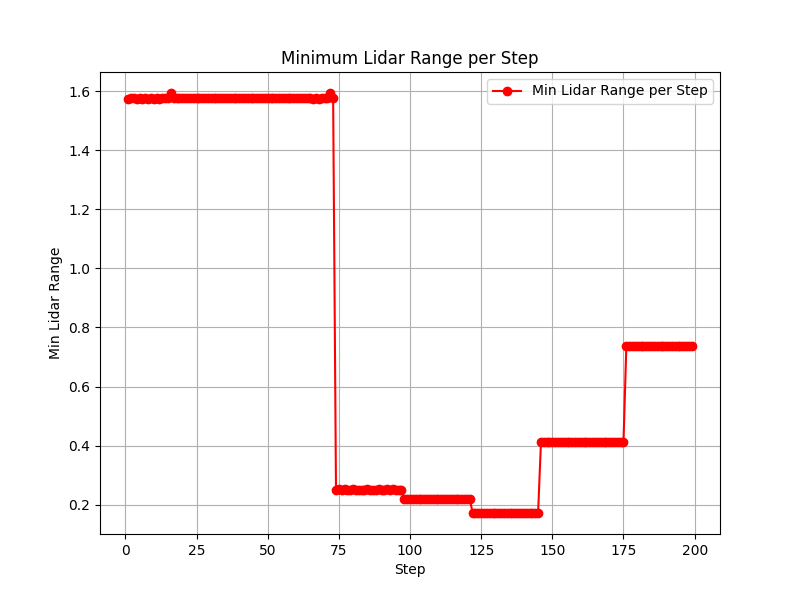 Minimum Lidar Range per Step
Min Lidar Range per Step
Min Lidar Range
1.6
1.4
1.2
1.0
0.8
0.6
0.4
0.2
0 25 50 75 100 125 150 175 200
Step